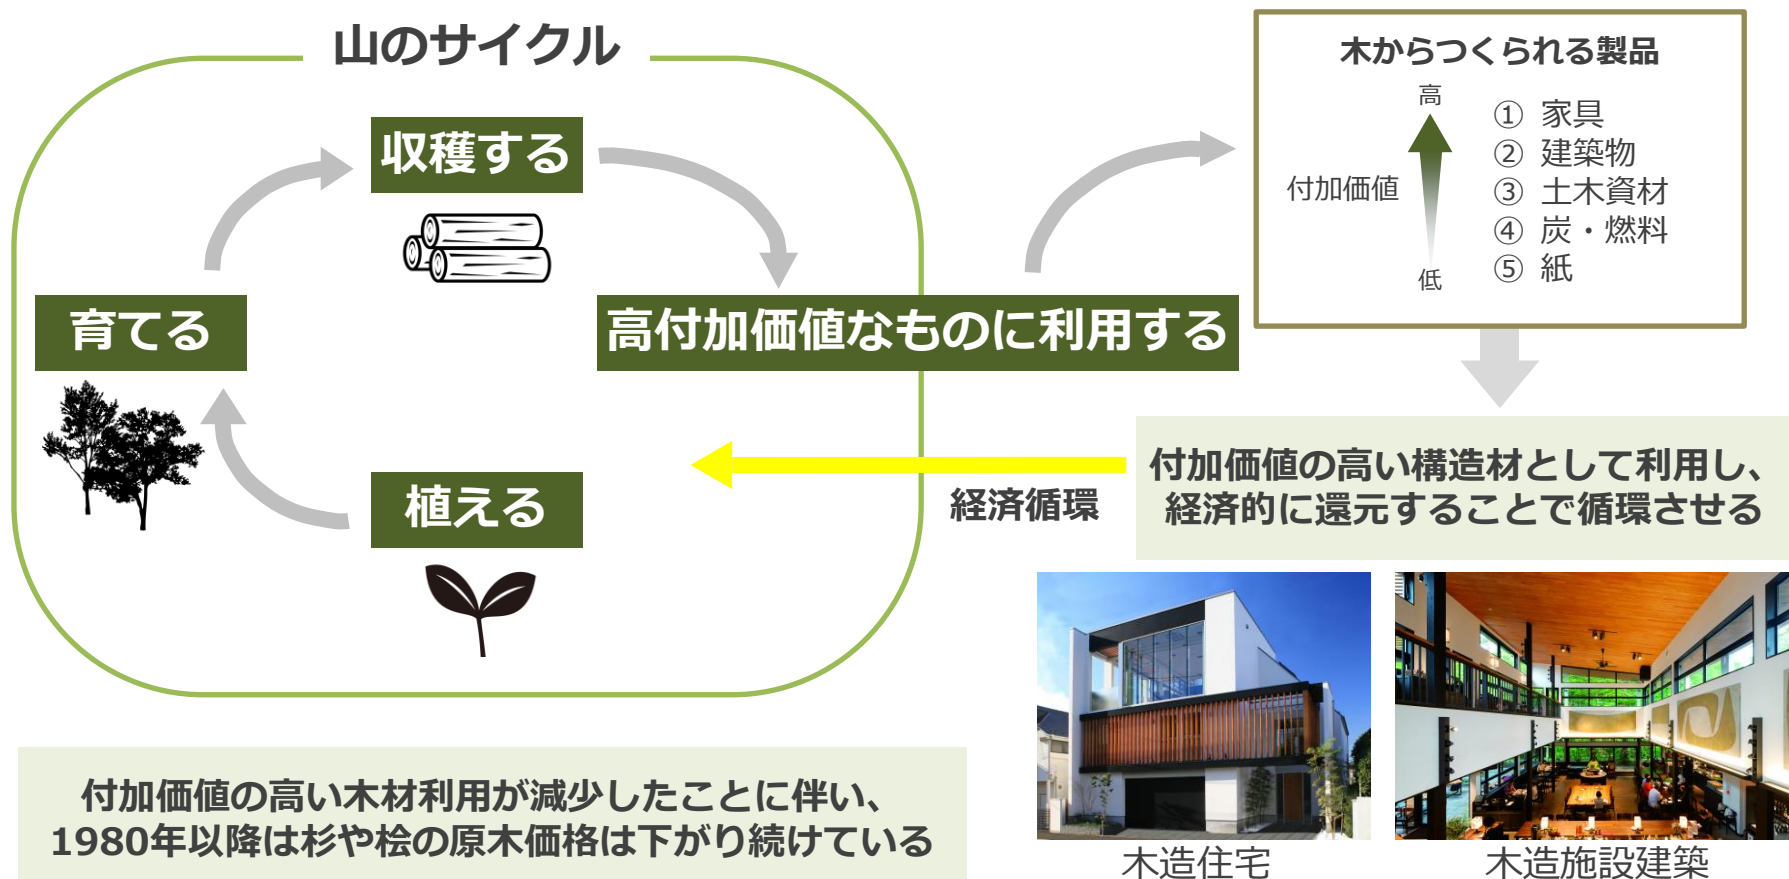 山のサイクル
収穫する
育てる
高付加価値なものに利用する
植える
木からつくられる製品
高
付加価値
低
① 家具
② 建築物
③ 土木資材
④ 炭・燃料
⑤ 紙
付加価値の高い構造材として利用し、
経済的に還元することで循環させる
経済循環
付加価値の高い木材利用が減少したことに伴い、
1980年以降は杉や桧の原木価格は下がり続けている
木造住宅
木造施設建築